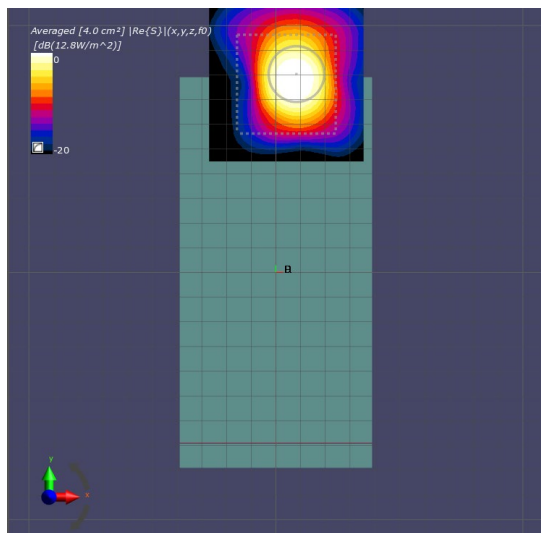 Averaged [4.0 cm²] |Re{S}|(x,y,z,f0)
[dB(12.8W/m^2)]
0
-20
y
x